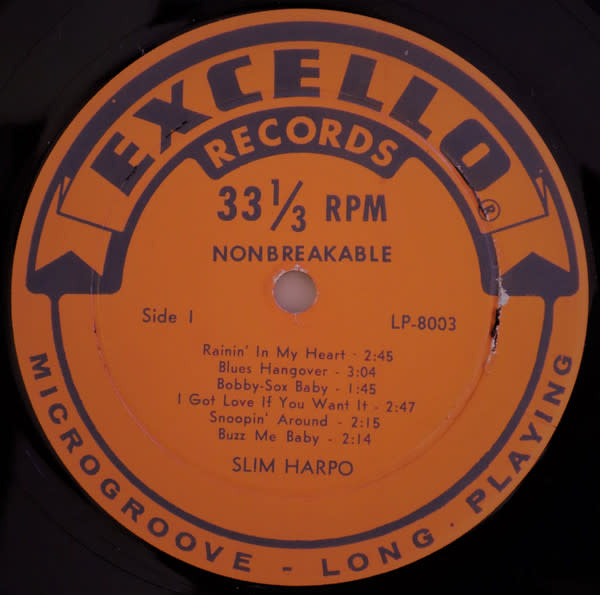 EXCELLO
®
RECORDS
33 1/3 RPM
NONBREAKABLE
Side 1
LP-8003
Rainin' In My Heart - 2:45
Blues Hangover - 3:04
Bobby-Sox Baby - 1:45
I Got Love If You Want It - 2:47
Snoopin' Around - 2:15
Buzz Me Baby - 2:14
SLIM HARPO
MICROGROOVE - LONG · PLAYING